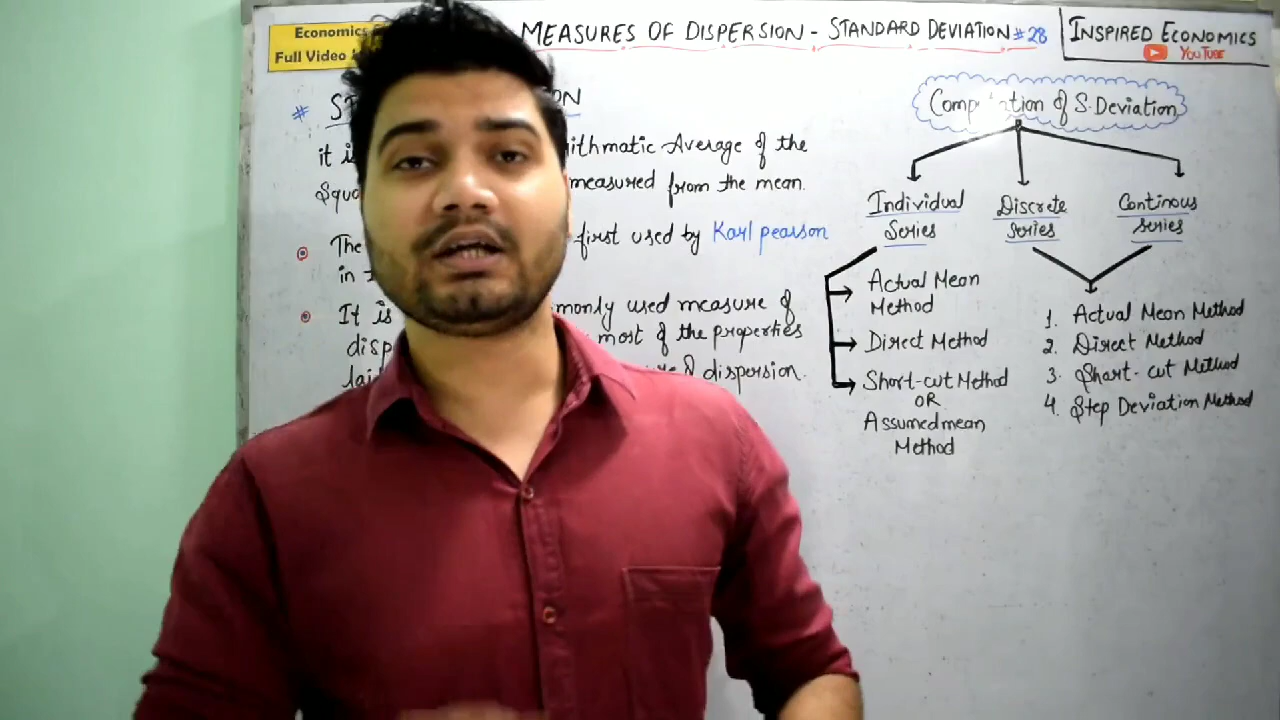 Economics
Full Video
MEASURES OF DISPERSION - STANDARD DEVIATION #28
INSPIRED ECONOMICS
YouTube
#
it is
Average of the
measured from the mean.
The
first used by Karl pearson
in
It is
used measure of
most of the properties
dispersion.
Computation of S. Deviation
Individual
Series
Discrete
Series
Continous
Series
Actual Mean
Method
Direct Method
Short-cut Method
OR
Assumed mean
Method
1. Actual Mean Method
2. Direct Method
3. Short-cut Method
4. Step Deviation Method